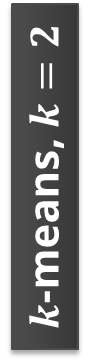 k-means, k = 2